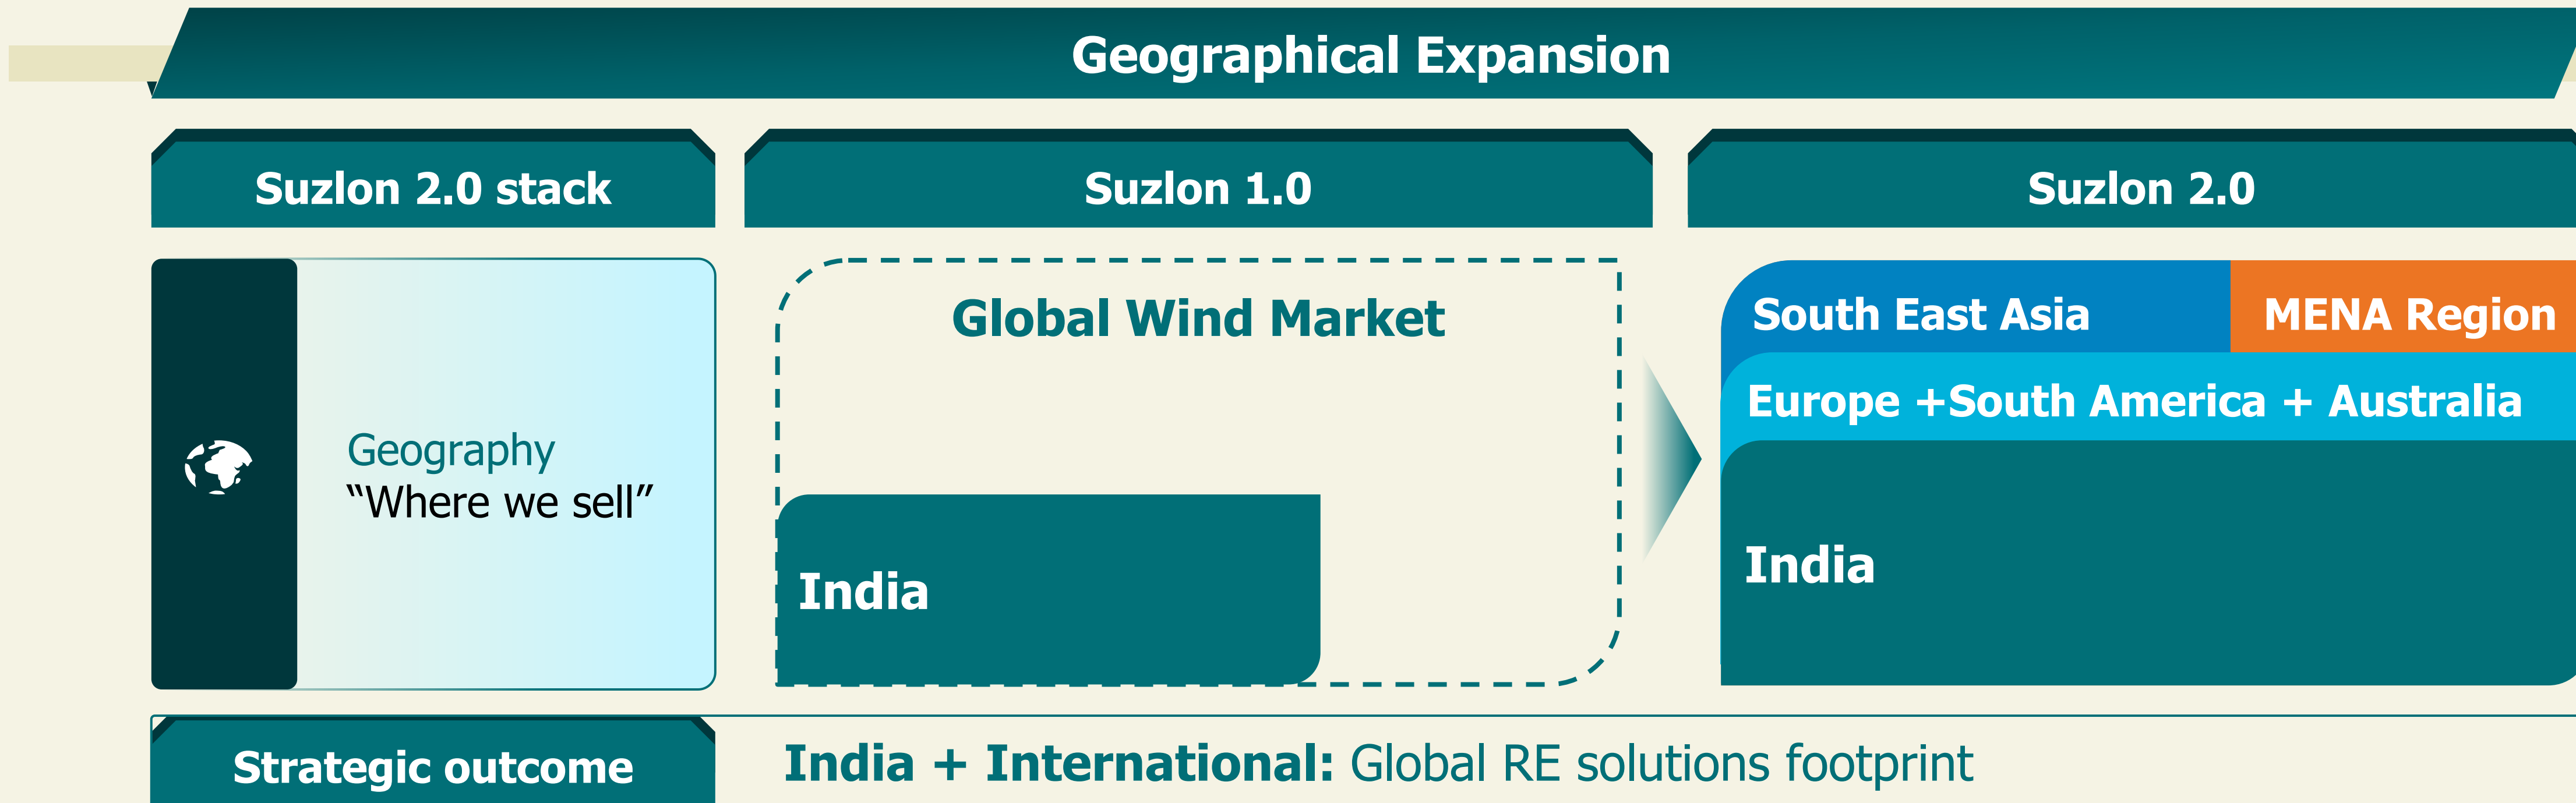 Geographical Expansion
Suzlon 2.0 stack
Suzlon 1.0
Suzlon 2.0
Geography
“Where we sell”
Global Wind Market
India
South East Asia
MENA Region
Europe +South America + Australia
India
Strategic outcome
India + International: Global RE solutions footprint